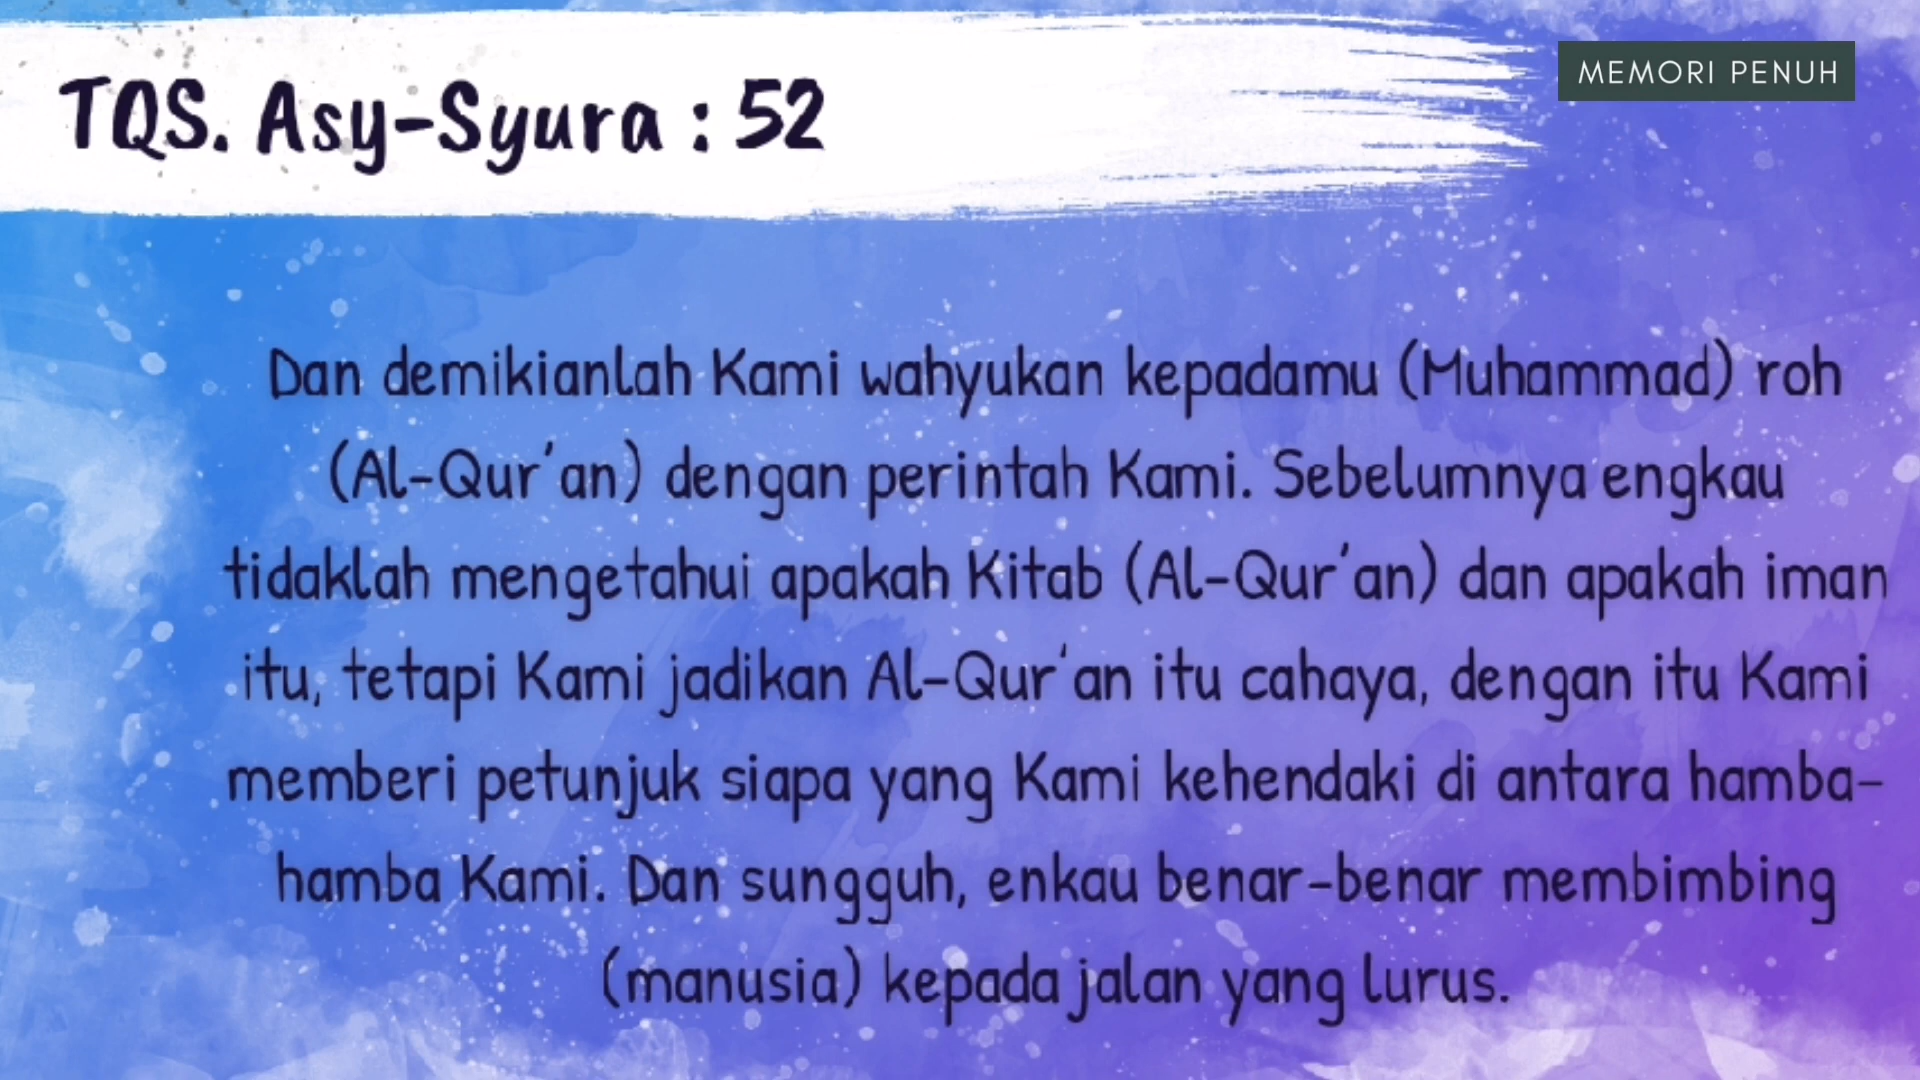 TQS. Asy-Syura : 52
MEMORI PENUH
Dan demikianlah Kami wahyukan kepadamu (Muhammad) roh
(Al-Qur'an) dengan perintah Kami. Sebelumnya engkau
tidaklah mengetahui apakah Kitab (Al-Qur'an) dan apakah iman
itu, tetapi Kami jadikan Al-Qur'an itu cahaya, dengan itu Kami
memberi petunjuk siapa yang Kami kehendaki di antara hamba-
hamba Kami. Dan sungguh, enkau benar-benar membimbing
(manusia) kepada jalan yang lurus.